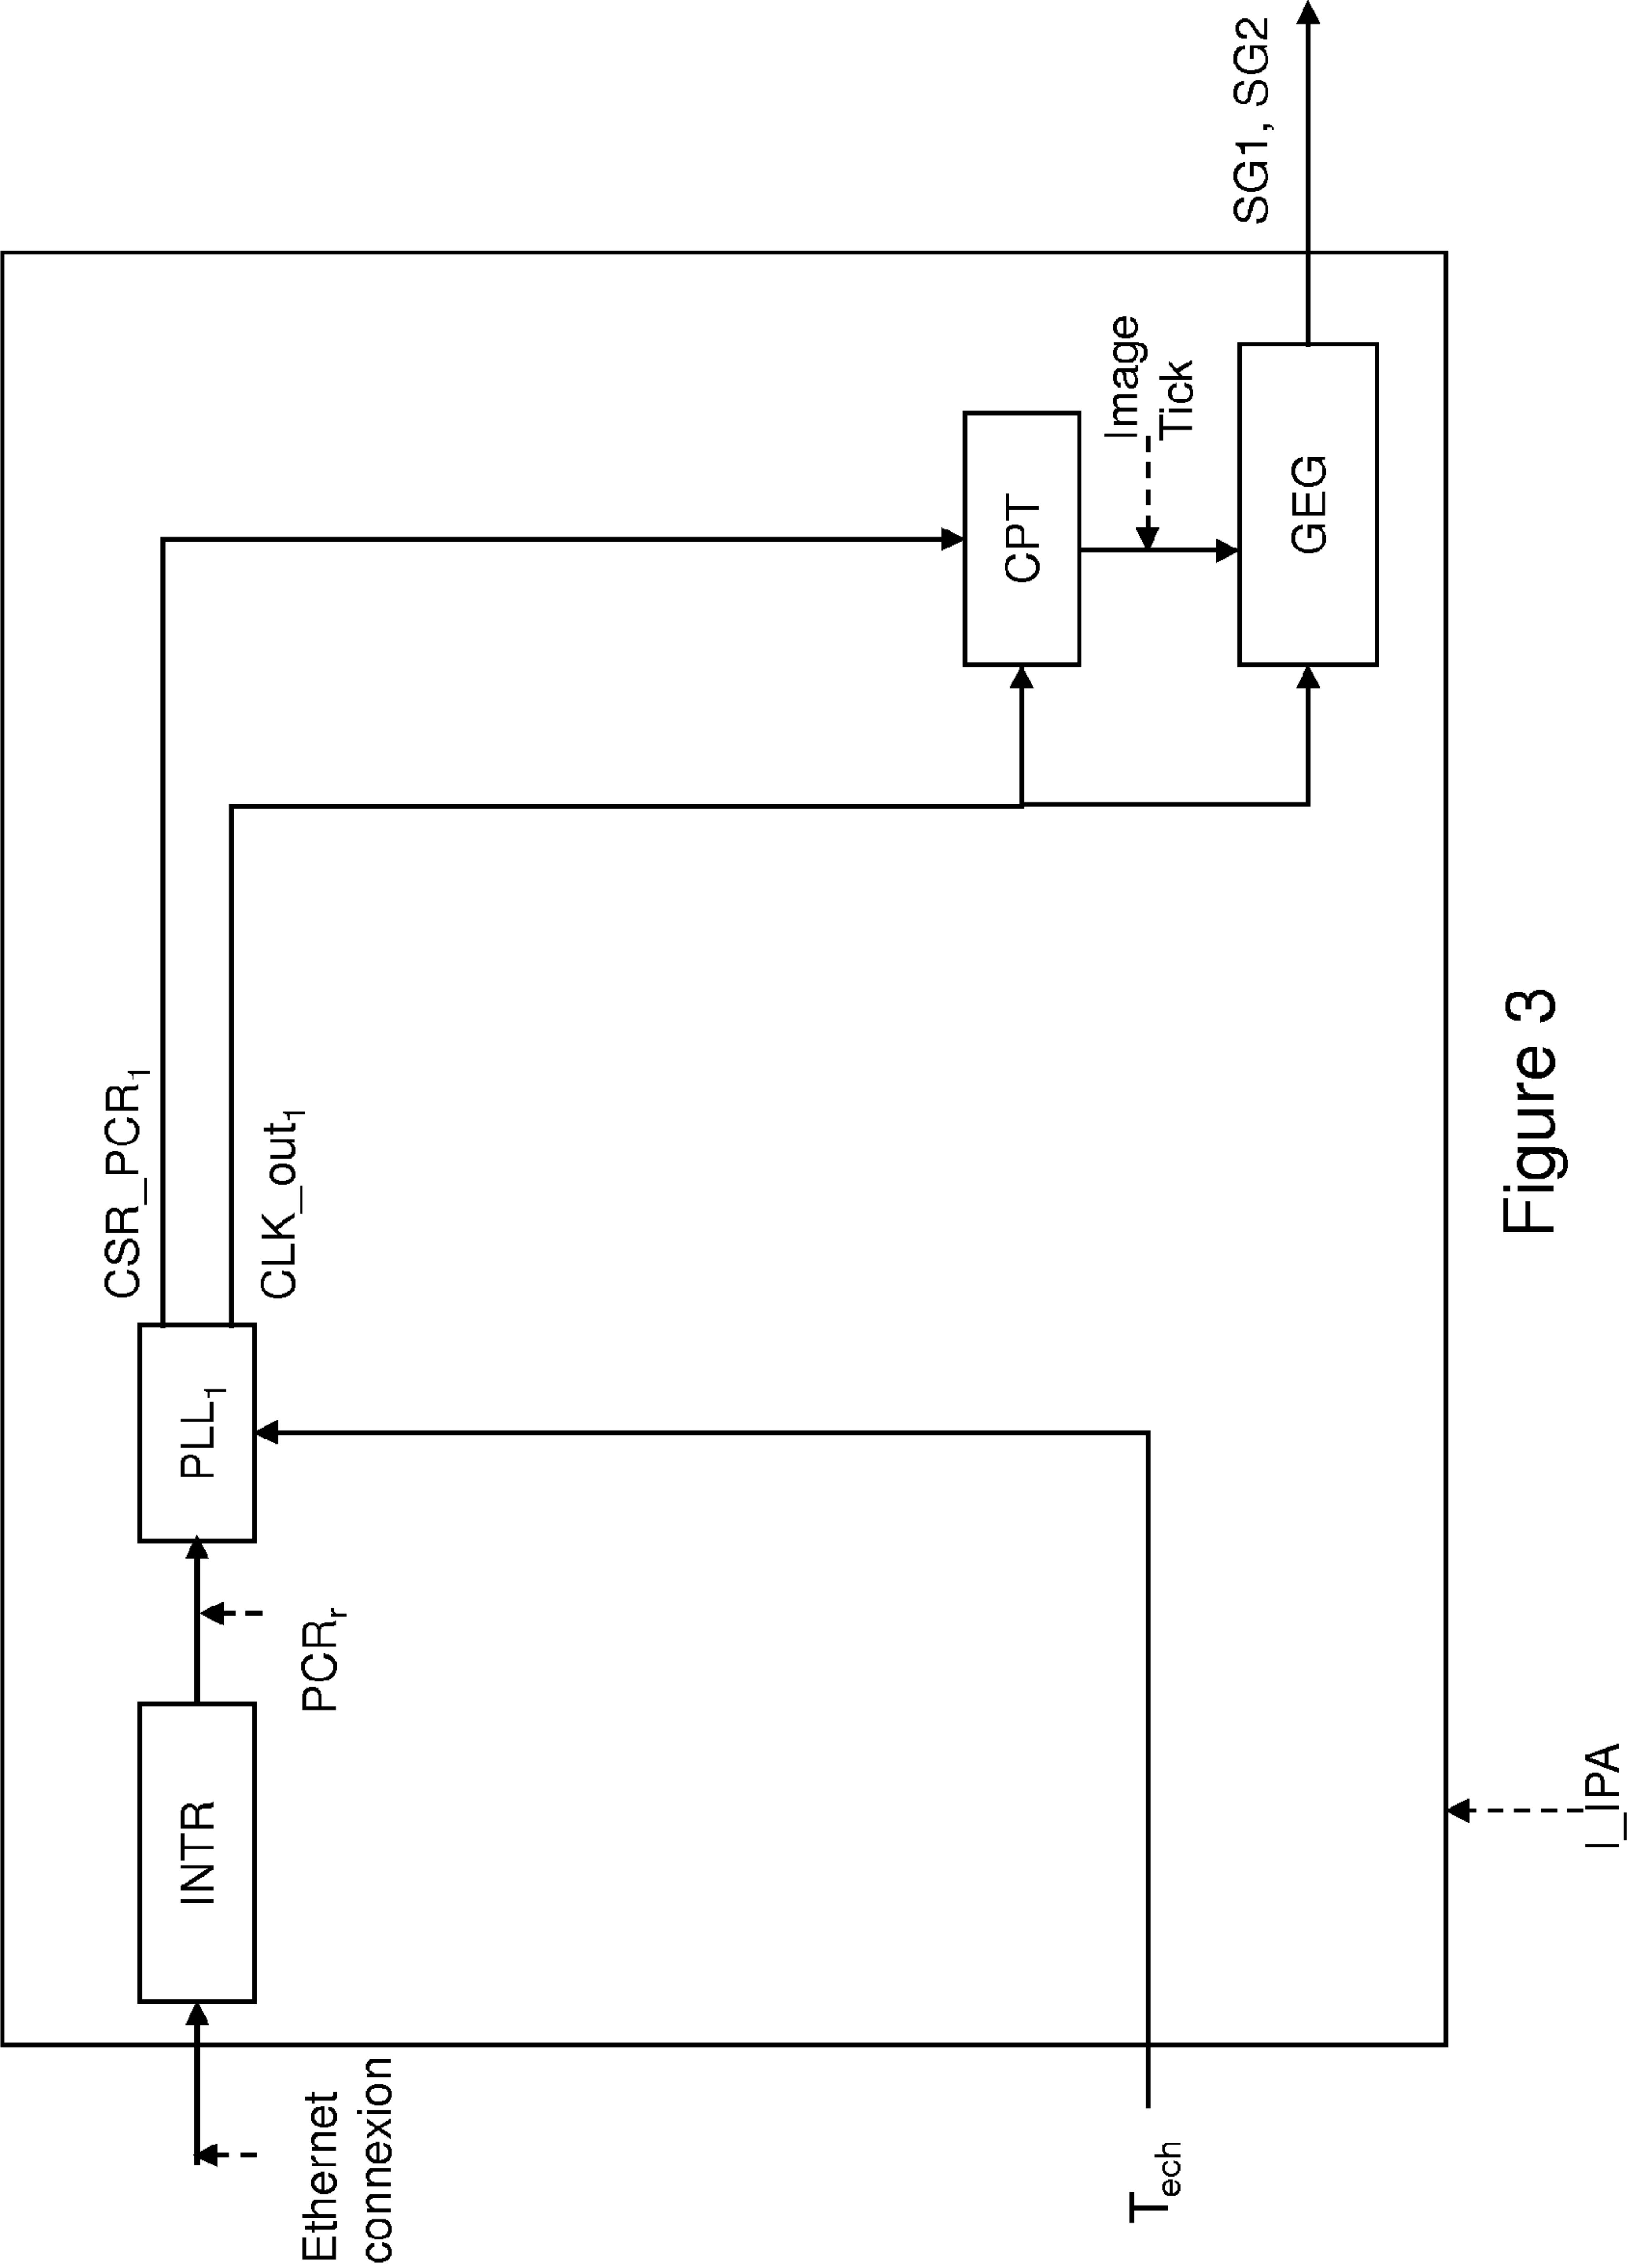 CSR_PCR1
INTR
PLL1
CLK_out1
PCRr
Ethernet
connexion
CPT
Image
Tick
Tech
GEG
SG1, SG2
I_IPA
Figure 3